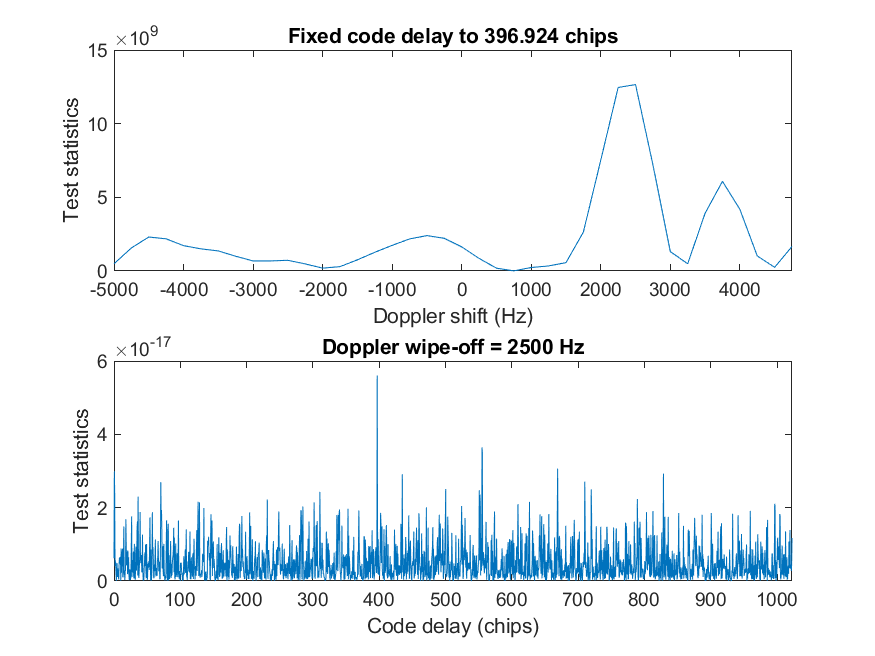 ×10^9
Fixed code delay to 396.924 chips
15
10
5
0
Test statistics
-5000 -4000 -3000 -2000 -1000 0 1000 2000 3000 4000
Doppler shift (Hz)
×10^-17
Doppler wipe-off = 2500 Hz
6
4
2
0
Test statistics
0 100 200 300 400 500 600 700 800 900 1000
Code delay (chips)